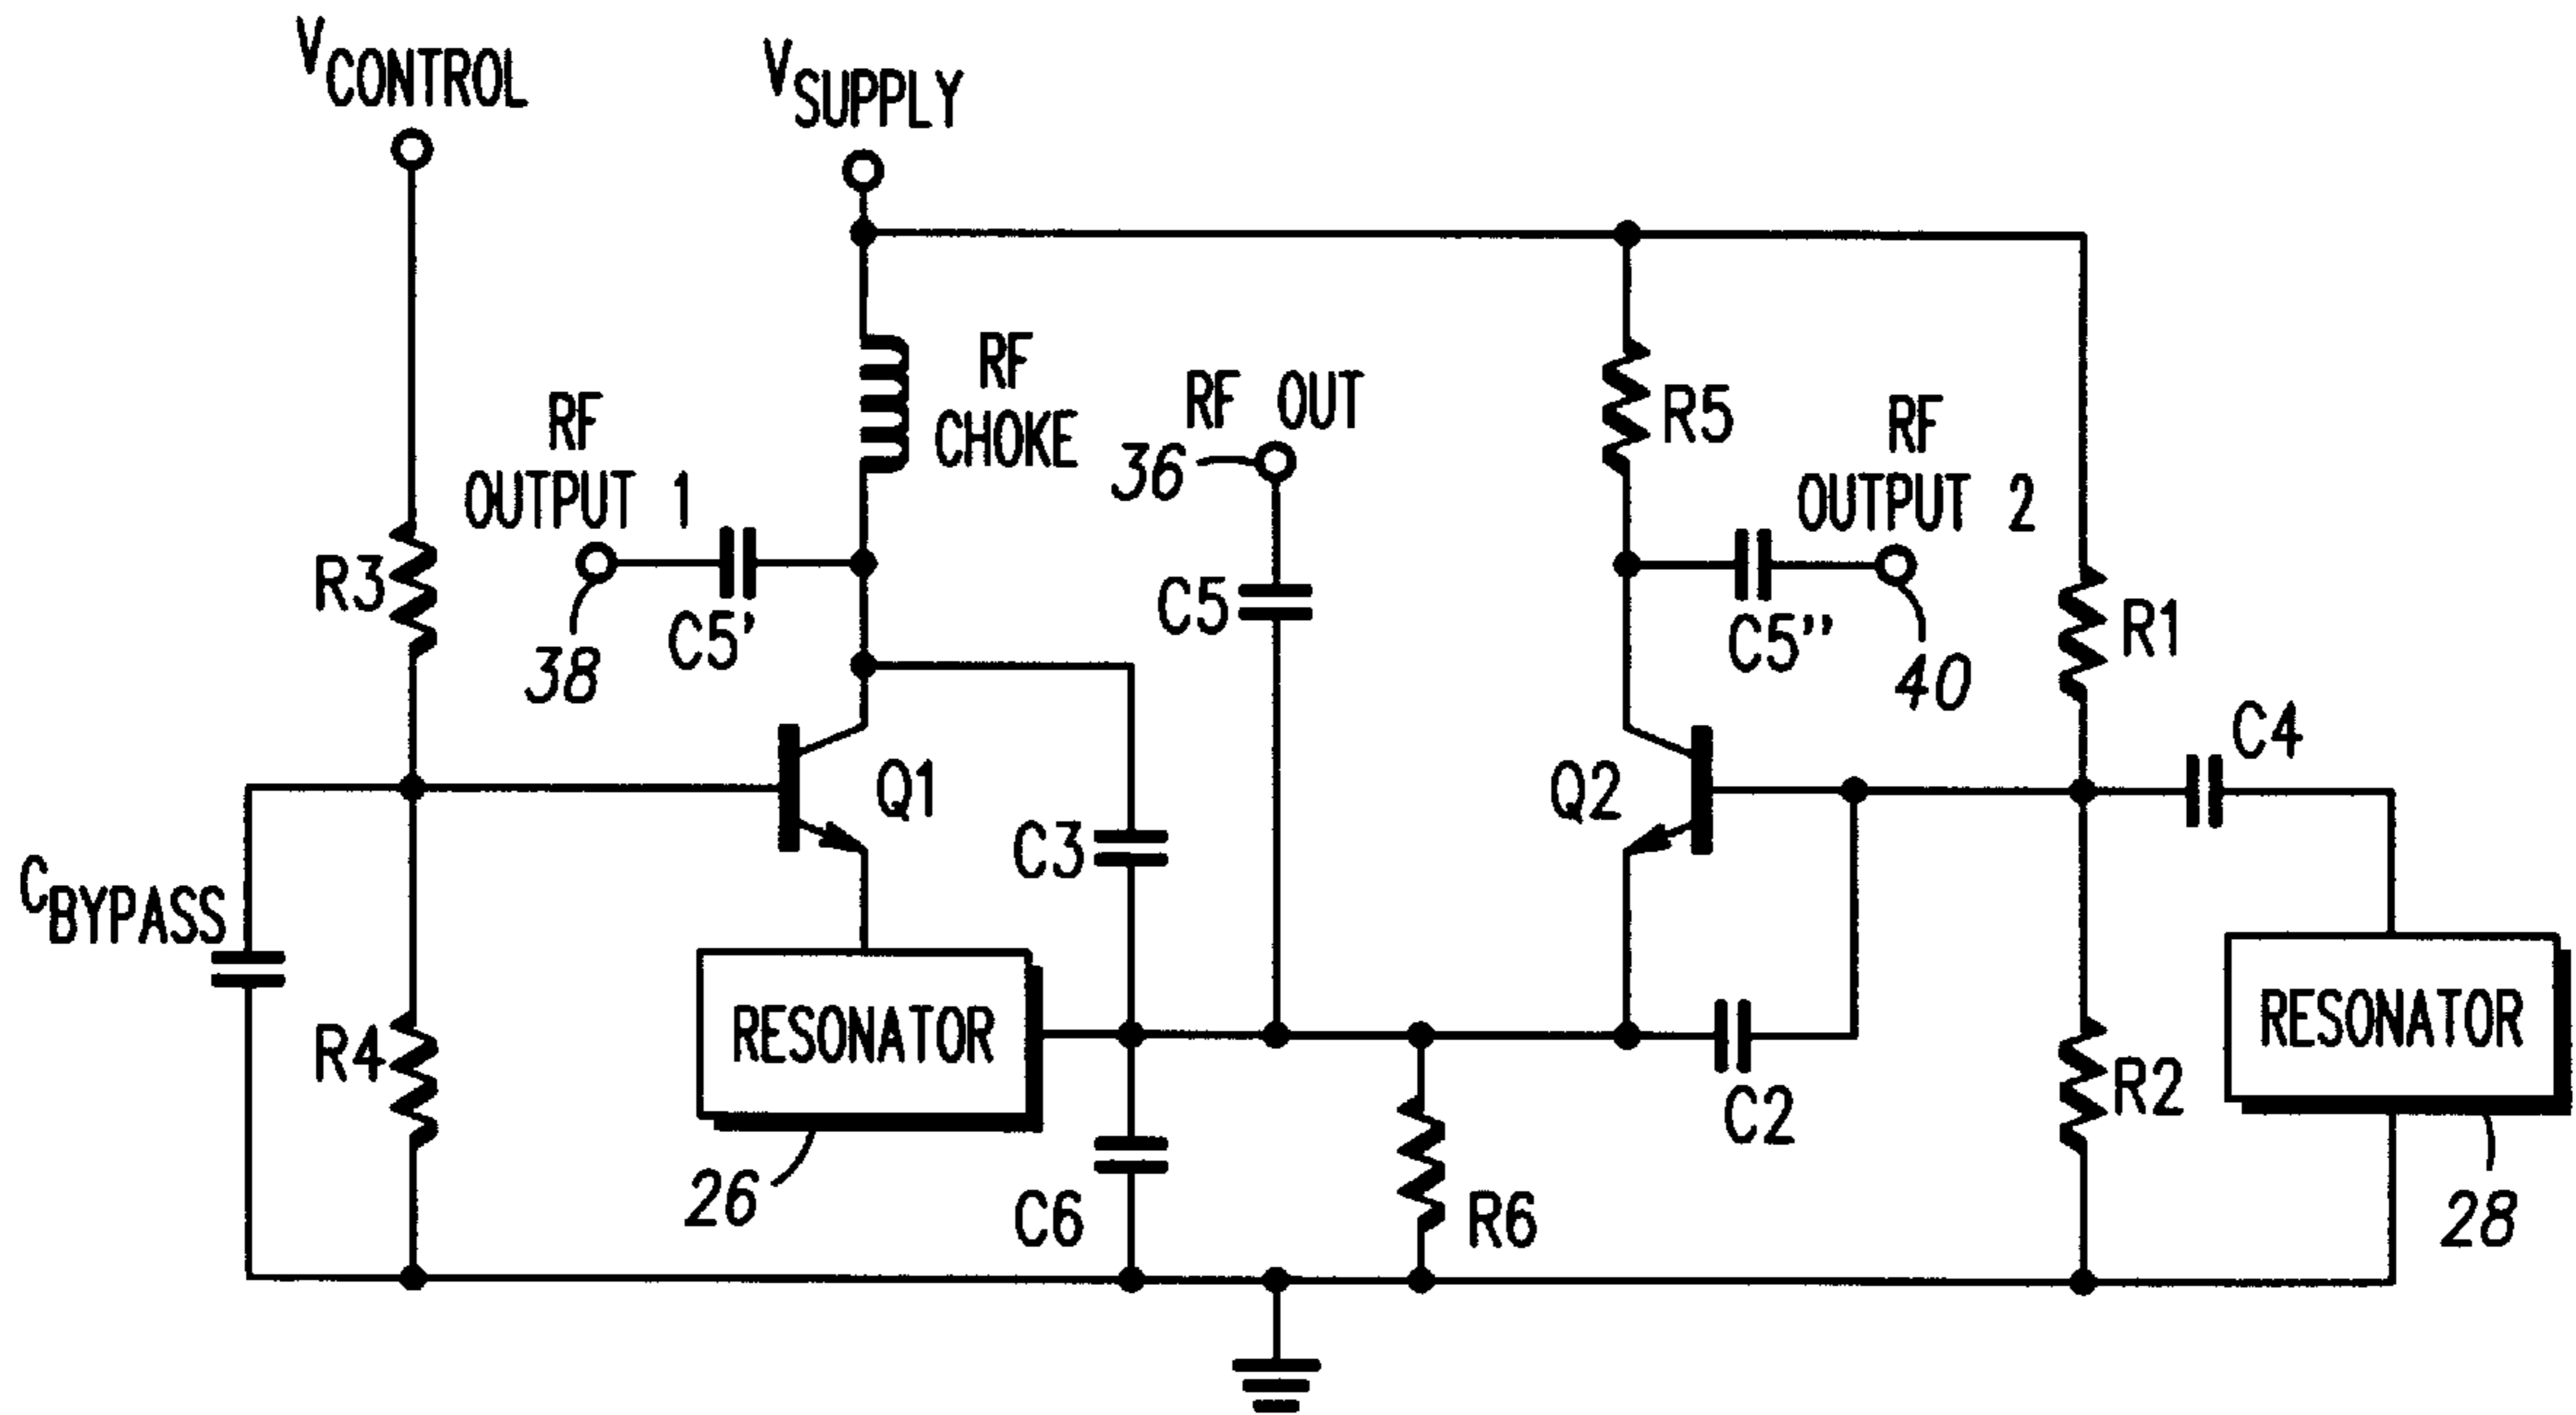 VCONTROL
VSUPPLY
RF
CHOKE
RF OUT
36
RF
OUTPUT 1
R5
RF
OUTPUT 2
R3
38
C5'
C5
C5"
40
R1
C4
Q1
Q2
C3
CBYPASS
RESONATOR
RESONATOR
R4
C2
R2
26
C6
R6
28